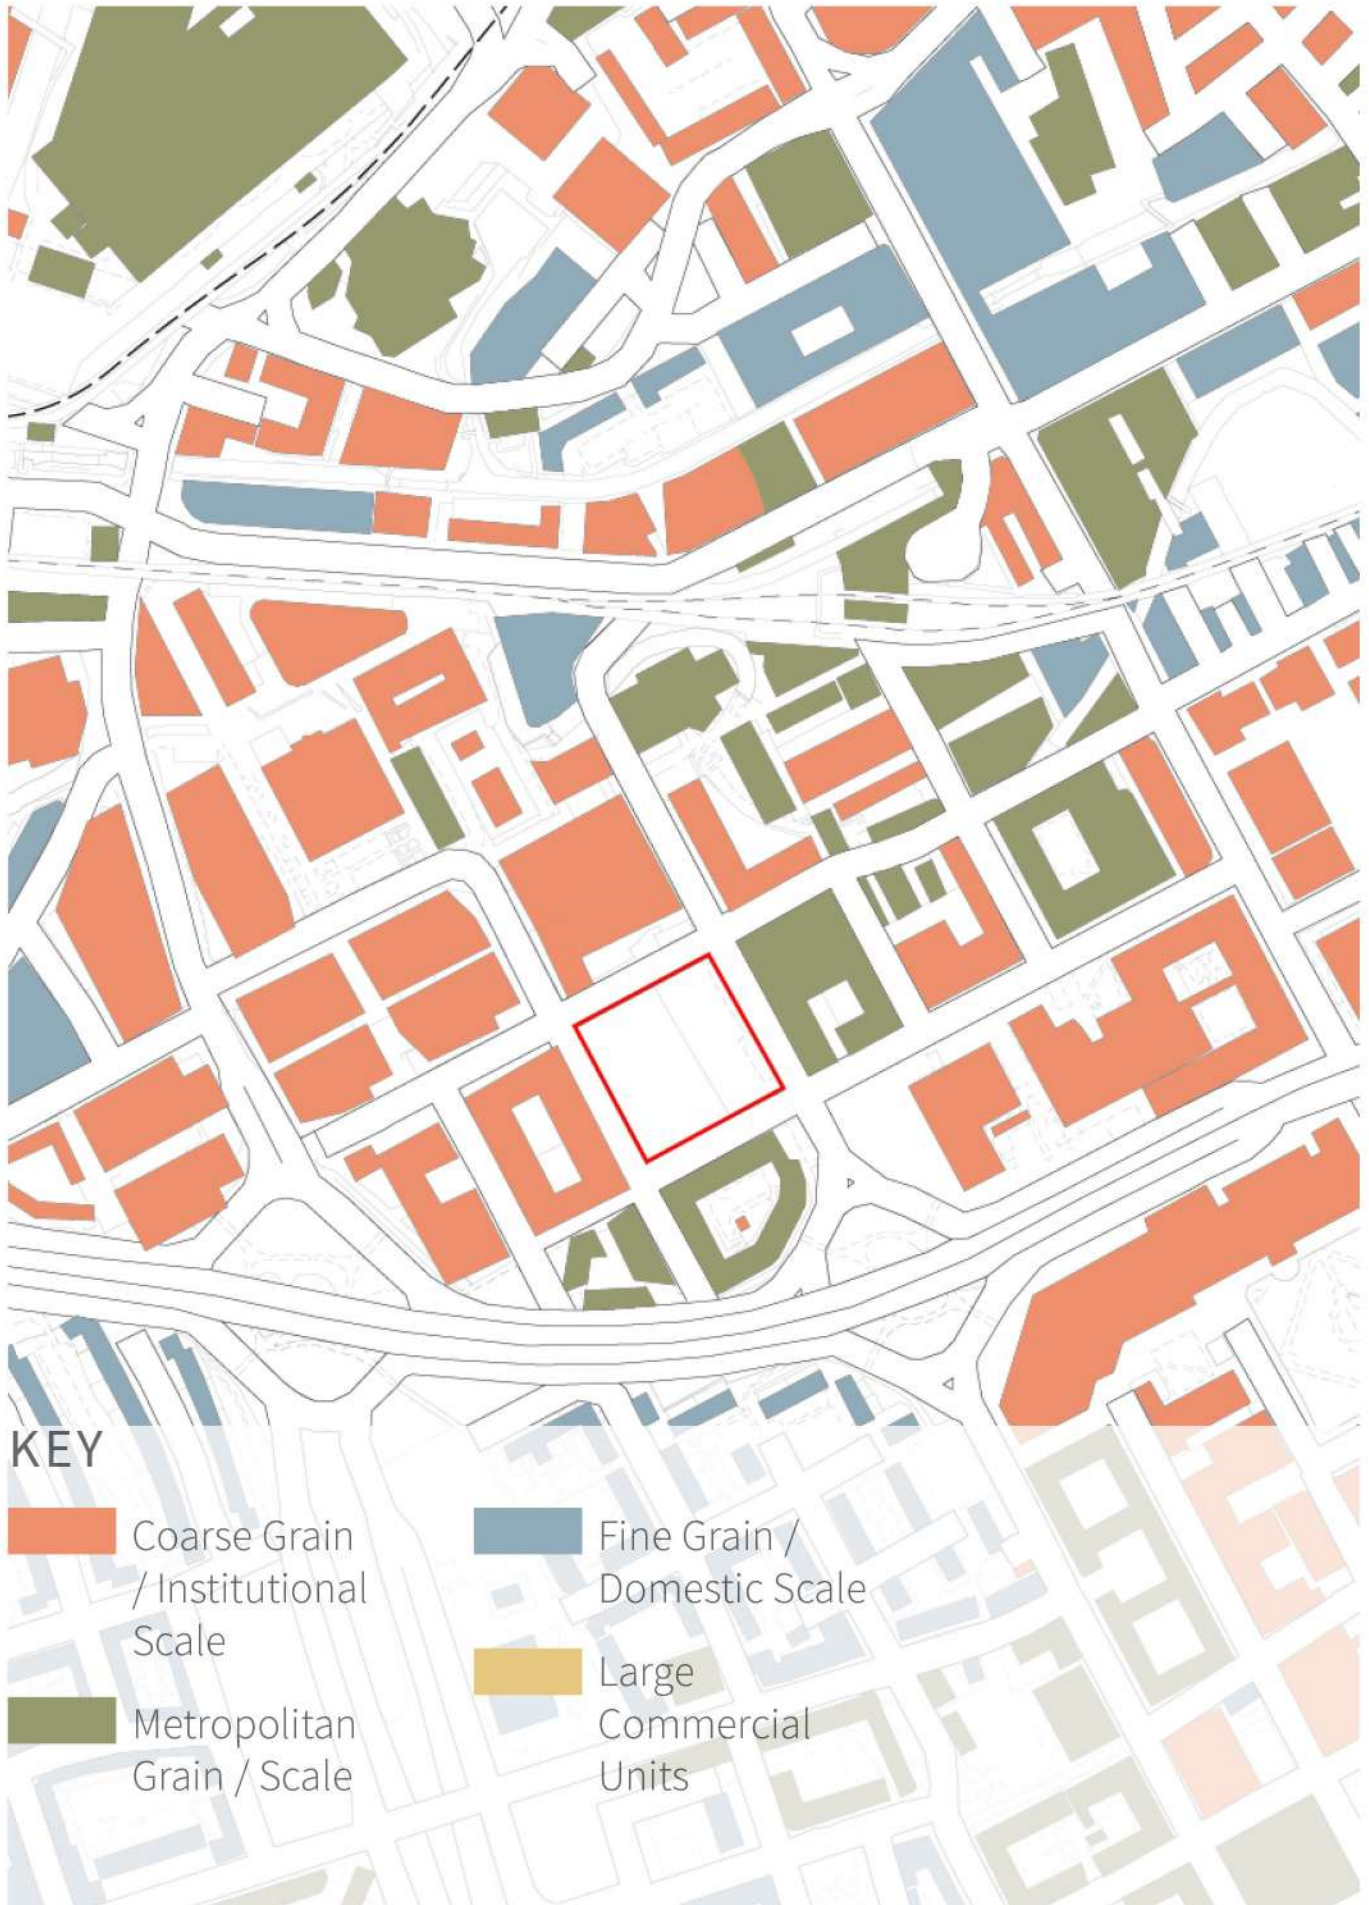 KEY
Coarse Grain
/ Institutional
Scale
Metropolitan
Grain / Scale
Fine Grain /
Domestic Scale
Large
Commercial
Units